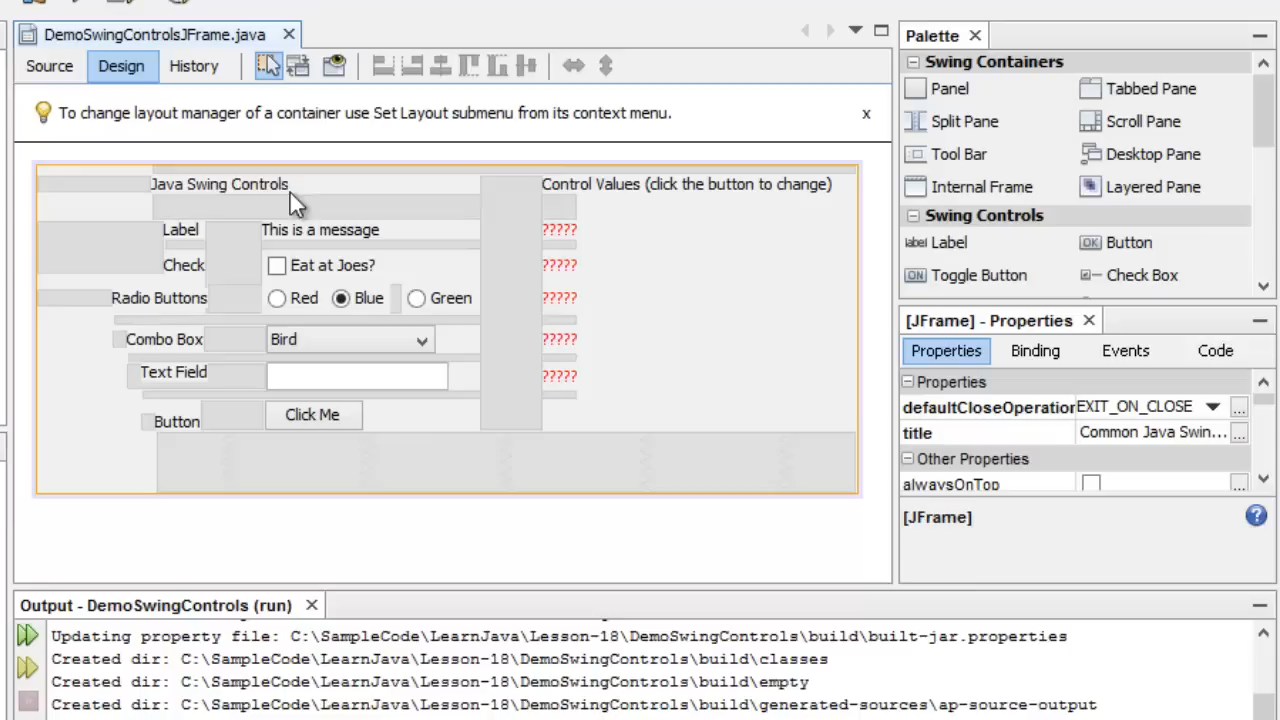 DemoSwingControlsJFrame.java
Source Design History
To change layout manager of a container use Set Layout submenu from its context menu. x
Java Swing Controls Control Values (click the button to change)
Label This is a message ?????
Check Eat at Joes? ?????
Radio Buttons Red Blue Green ?????
Combo Box Bird ?????
Text Field ?????
Button Click Me
Palette
Swing Containers
Panel Tabbed Pane
Split Pane Scroll Pane
Tool Bar Desktop Pane
Internal Frame Layered Pane
Swing Controls
label Label OK Button
ON Toggle Button Check Box
[JFrame] - Properties
Properties Binding Events Code
Properties
defaultCloseOperation EXIT_ON_CLOSE ...
title Common Java Swin... ...
Other Properties
alwaysOnTop ...
[JFrame] ?
Output - DemoSwingControls (run)
Updating property file: C:\SampleCode\LearnJava\Lesson-18\DemoSwingControls\build\built-jar.properties
Created dir: C:\SampleCode\LearnJava\Lesson-18\DemoSwingControls\build\classes
Created dir: C:\SampleCode\LearnJava\Lesson-18\DemoSwingControls\build\empty
Created dir: C:\SampleCode\LearnJava\Lesson-18\DemoSwingControls\build\generated-sources\ap-source-output